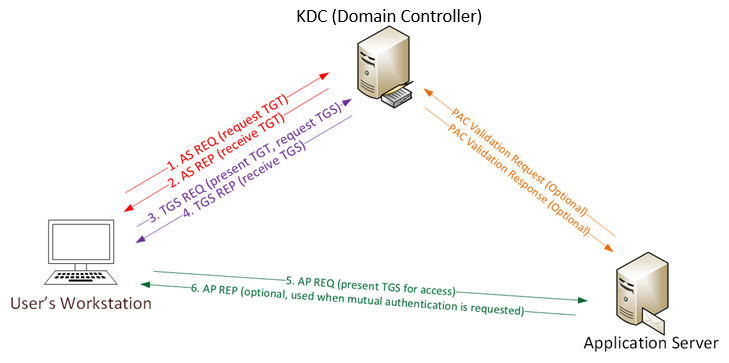 KDC (Domain Controller)
1. AS REQ (request TGT)
2. AS REP (receive TGT)
3. TGS REQ (present TGT, request TGS)
4. TGS REP (receive TGS)
PAC Validation Request (Optional)
PAC Validation Response (Optional)
5. AP REQ (present TGS for access)
6. AP REP (optional, used when mutual authentication is requested)
User's Workstation
Application Server